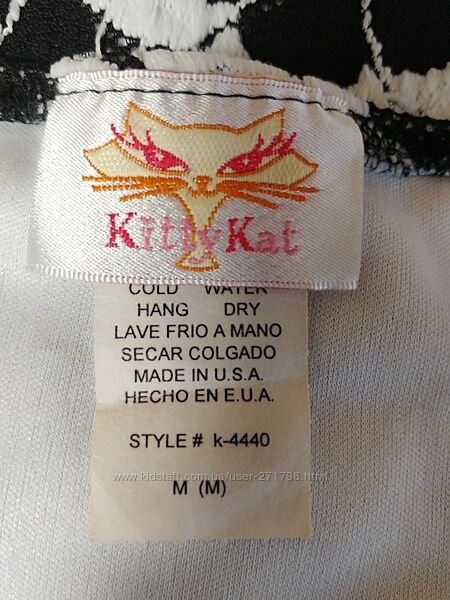 KittyKat
COLD WATER
HANG DRY
LAVE FRIO A MANO
SECAR COLGADO
MADE IN U.S.A.
HECHO EN E.U.A.
STYLE # k-4440
www.kidstaff.com.ua/user-271798.html
M (M)